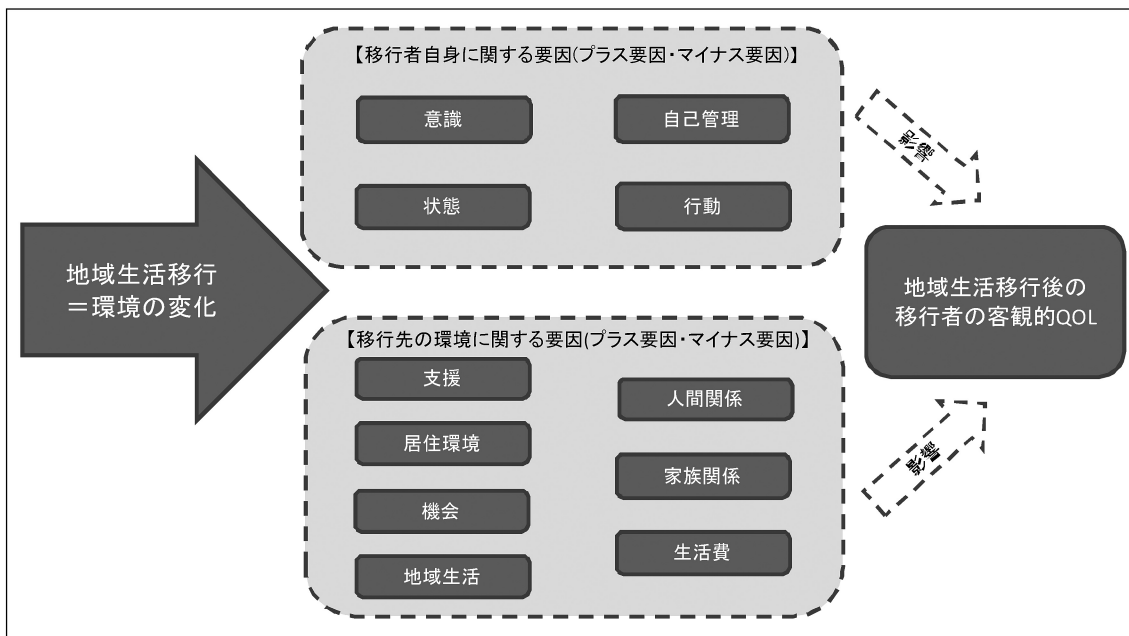 【移行者自身に関する要因(プラス要因・マイナス要因)】
意識
自己管理
状態
行動
影響
地域生活移行
＝環境の変化
地域生活移行後の
移行者の客観的QOL
【移行先の環境に関する要因(プラス要因・マイナス要因)】
支援
人間関係
居住環境
家族関係
機会
生活費
地域生活
影響